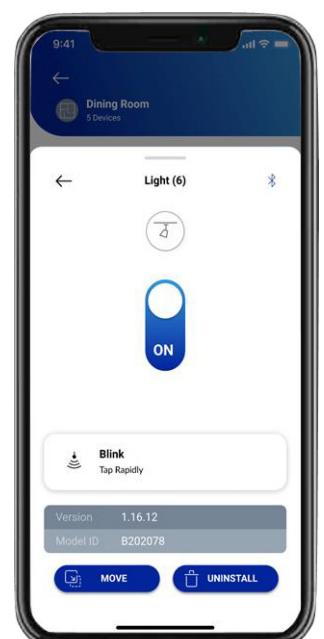 9:41
Dining Room
5 Devices
Light (6)
ON
Blink
Tap Rapidly
Version 1.16.12
Model ID B202078
MOVE UNINSTALL